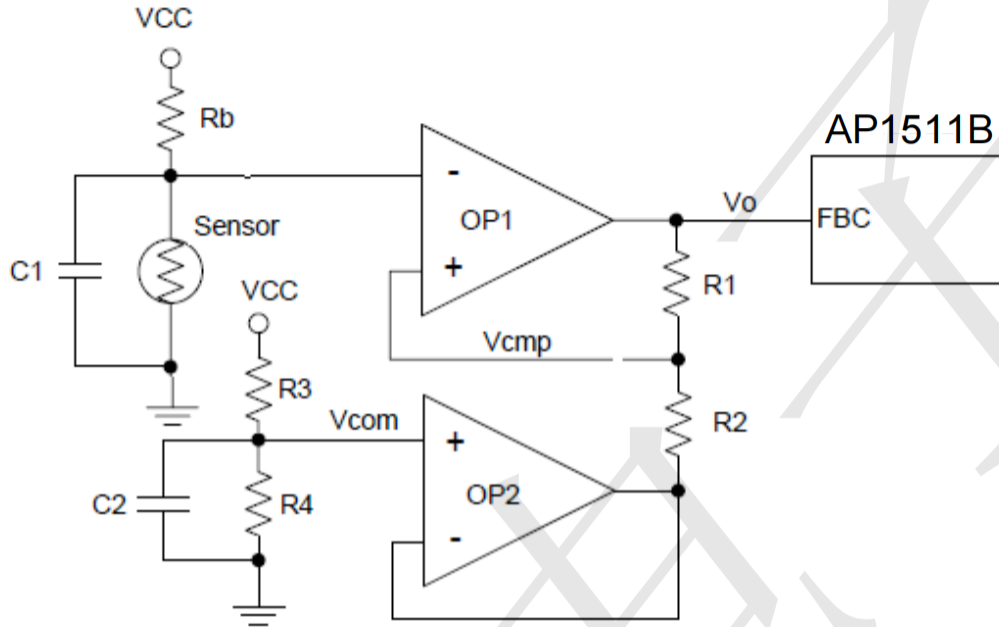 VCC
Rb
AP1511B
-
OP1
+
Vo
FBC
Sensor
C1
VCC
R1
Vcmp
R3
Vcom
R2
+
OP2
-
C2
R4